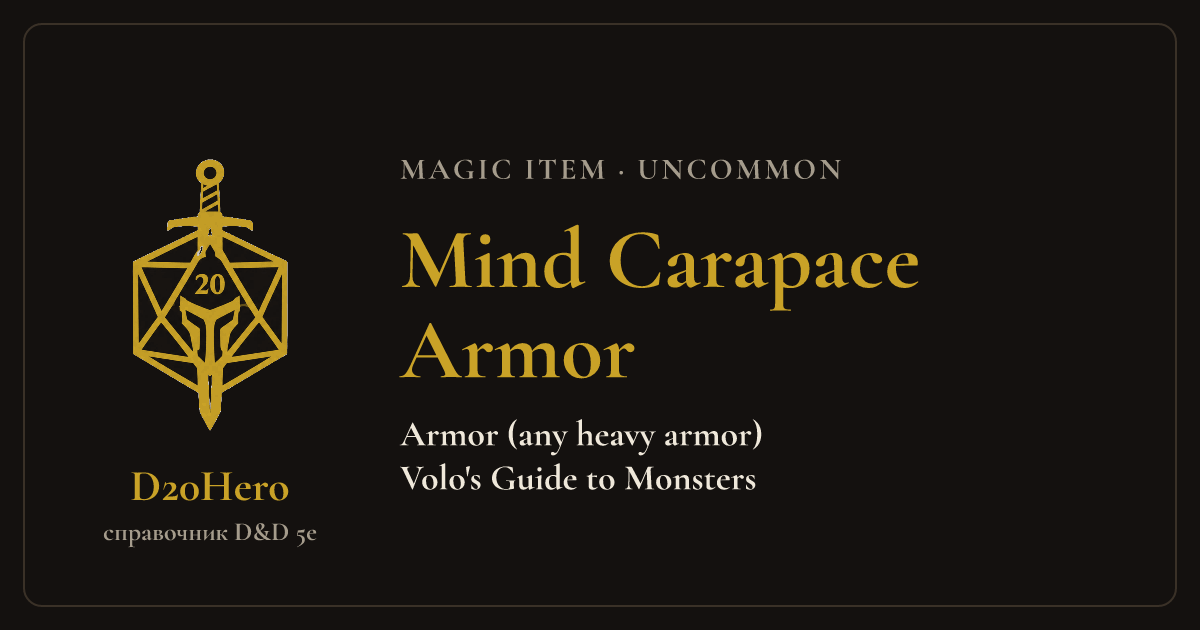 MAGIC ITEM · UNCOMMON
Mind Carapace
Armor
Armor (any heavy armor)
Volo's Guide to Monsters
20
D20Hero
справочник D&D 5e